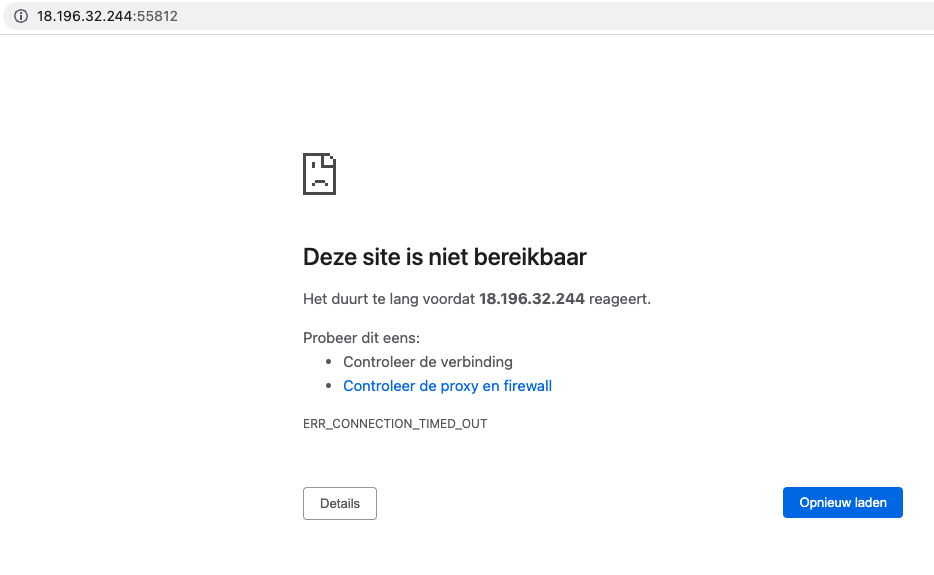 18.196.32.244:55812
Deze site is niet bereikbaar
Het duurt te lang voordat 18.196.32.244 reageert.
Probeer dit eens:
• Controleer de verbinding
• Controleer de proxy en firewall
ERR_CONNECTION_TIMED_OUT
Details
Opnieuw laden